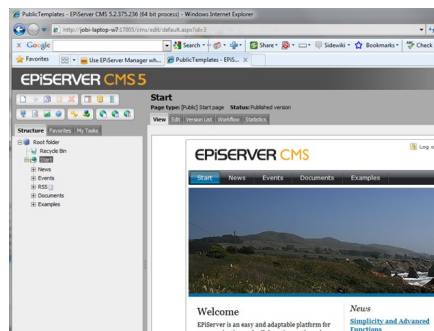 PublicTemplates - EPiServer CMS 5.2.375.236 (64 bit process) - Windows Internet Explorer
http://jobi-laptop-w7:17005/cms/edit/default.aspx?id=3
x Google Search Share Sidewiki Bookmarks Check
Favorites Use EPiServer Manager wh... PublicTemplates - EPiS...
EPiSERVER CMS 5
Start
Page type: [Public] Start page Status: Published version
View Edit Version List Workflow Statistics
Structure Favorites My Tasks
Root folder
Recycle Bin
Start
News
Events
RSS
Documents
Examples
EPiSERVER CMS
Log
Start News Events Documents Examples
Welcome
EPiServer is an easy and adaptable platform for
News
Simplicity and Advanced
Functions